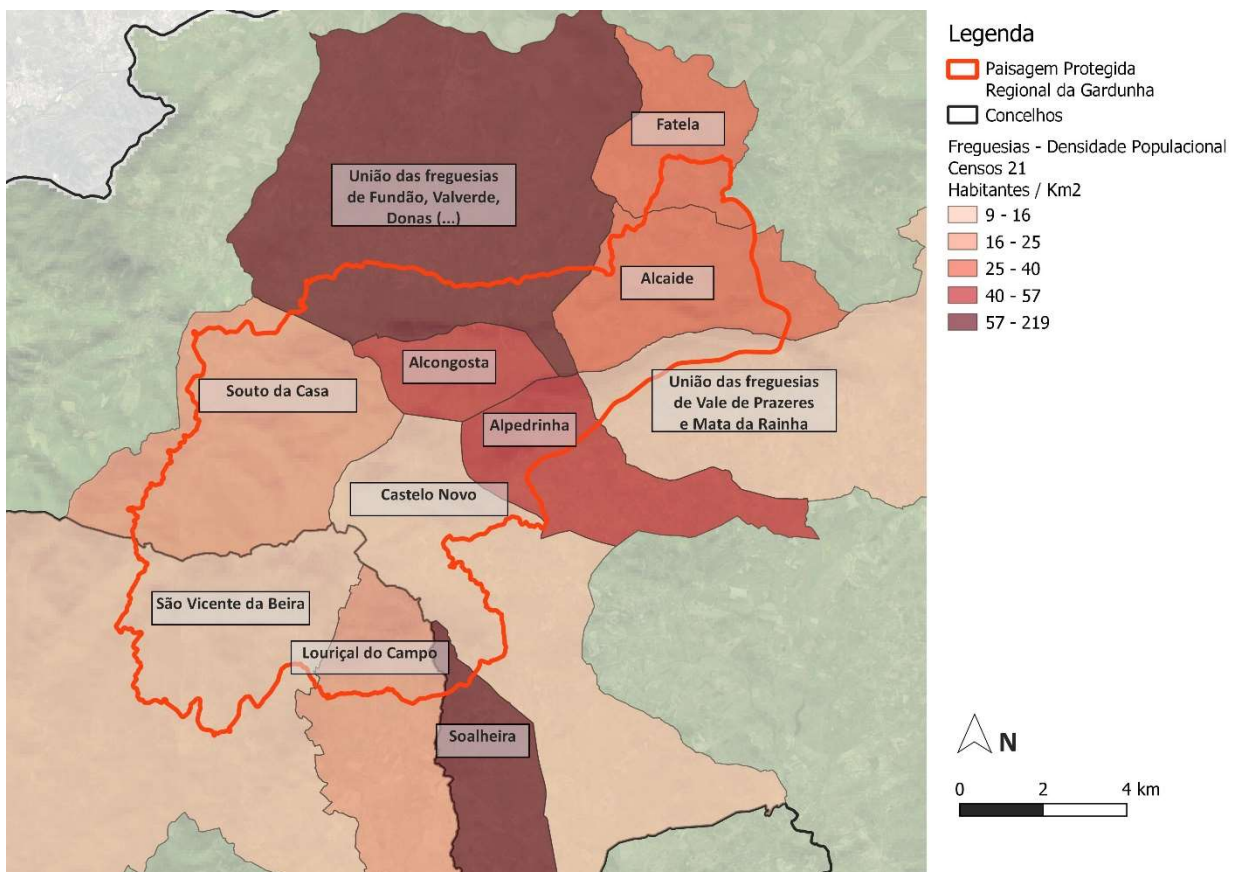 Legenda
Paisagem Protegida
Regional da Gardunha
Concelhos
Freguesias - Densidade Populacional
Censos 21
Habitantes / Km2
9 - 16
16 - 25
25 - 40
40 - 57
57 - 219
Fatela
União das freguesias
de Fundão, Valverde,
Donas (...)
Alcaide
Alcongosta
Souto da Casa
União das freguesias
de Vale de Prazeres
e Mata da Rainha
Alpedrinha
Castelo Novo
São Vicente da Beira
Louriçal do Campo
Soalheira
N
0 2 4 km